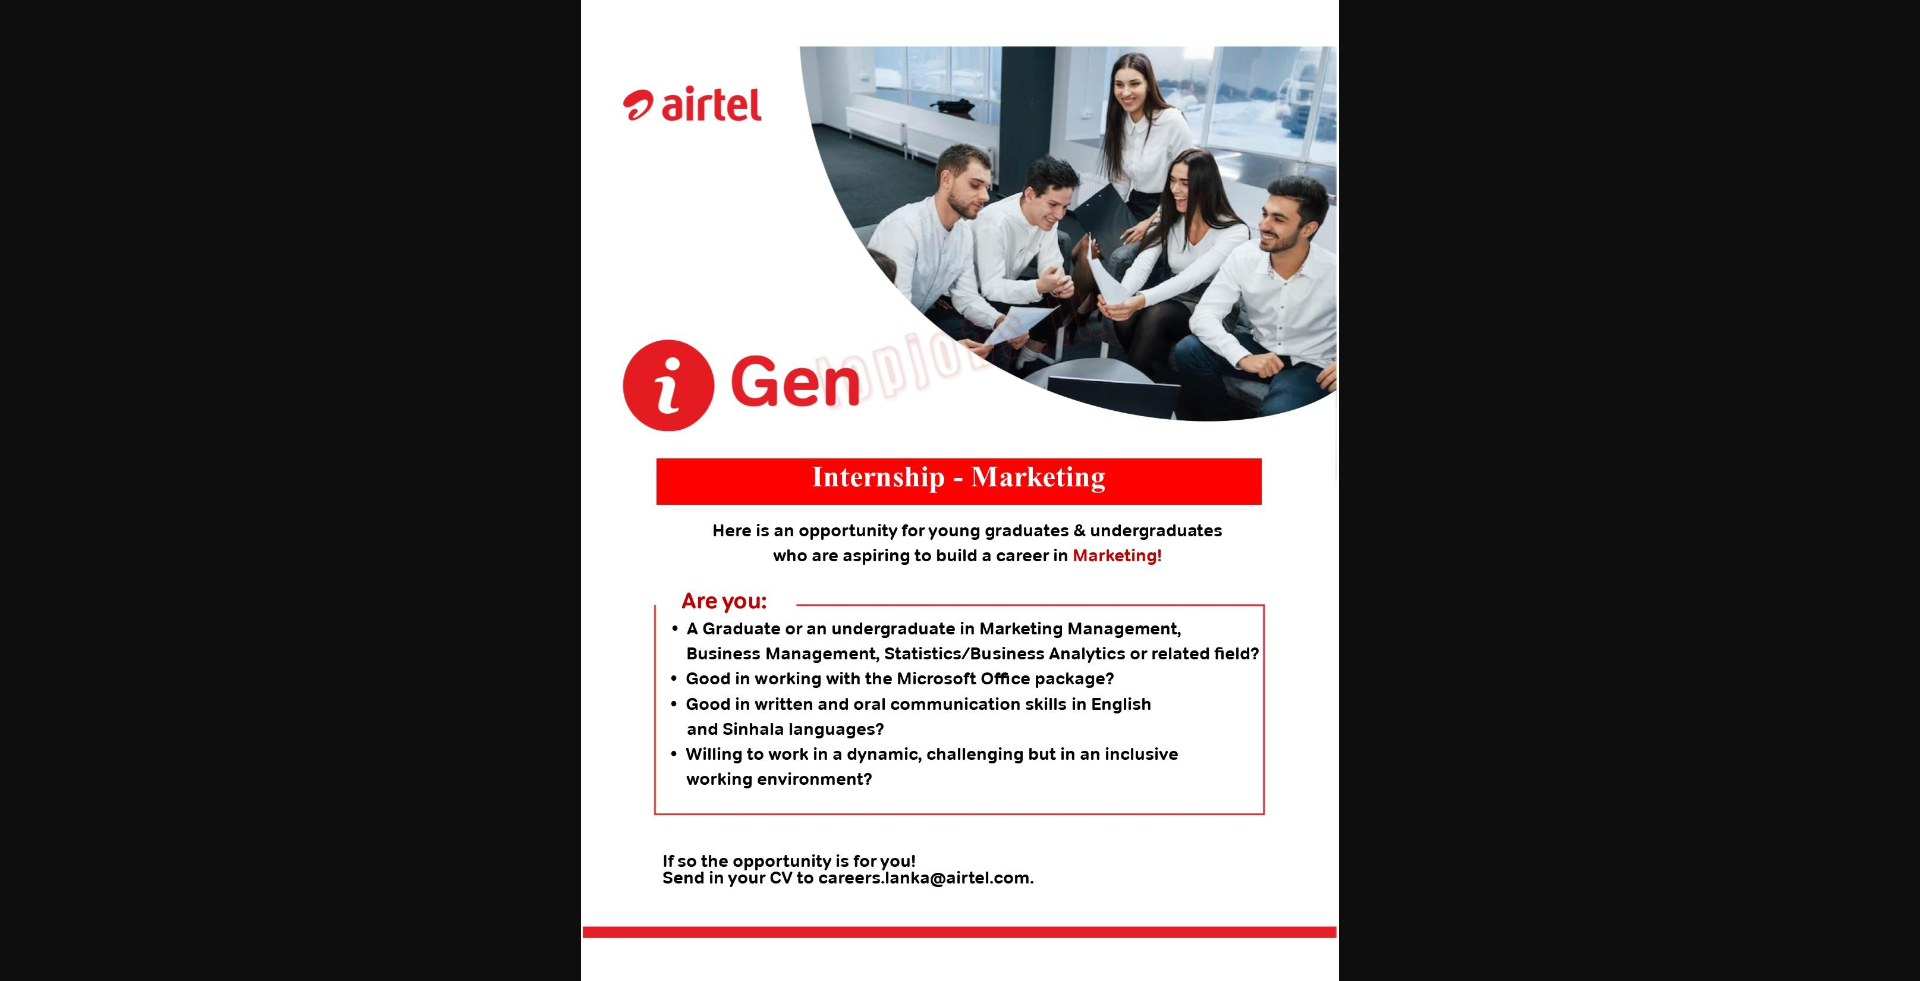 airtel
i Gen
topjobs
Internship - Marketing
Here is an opportunity for young graduates & undergraduates
who are aspiring to build a career in Marketing!
Are you:
• A Graduate or an undergraduate in Marketing Management,
Business Management, Statistics/Business Analytics or related field?
• Good in working with the Microsoft Office package?
• Good in written and oral communication skills in English
and Sinhala languages?
• Willing to work in a dynamic, challenging but in an inclusive
working environment?
If so the opportunity is for you!
Send in your CV to careers.lanka@airtel.com.